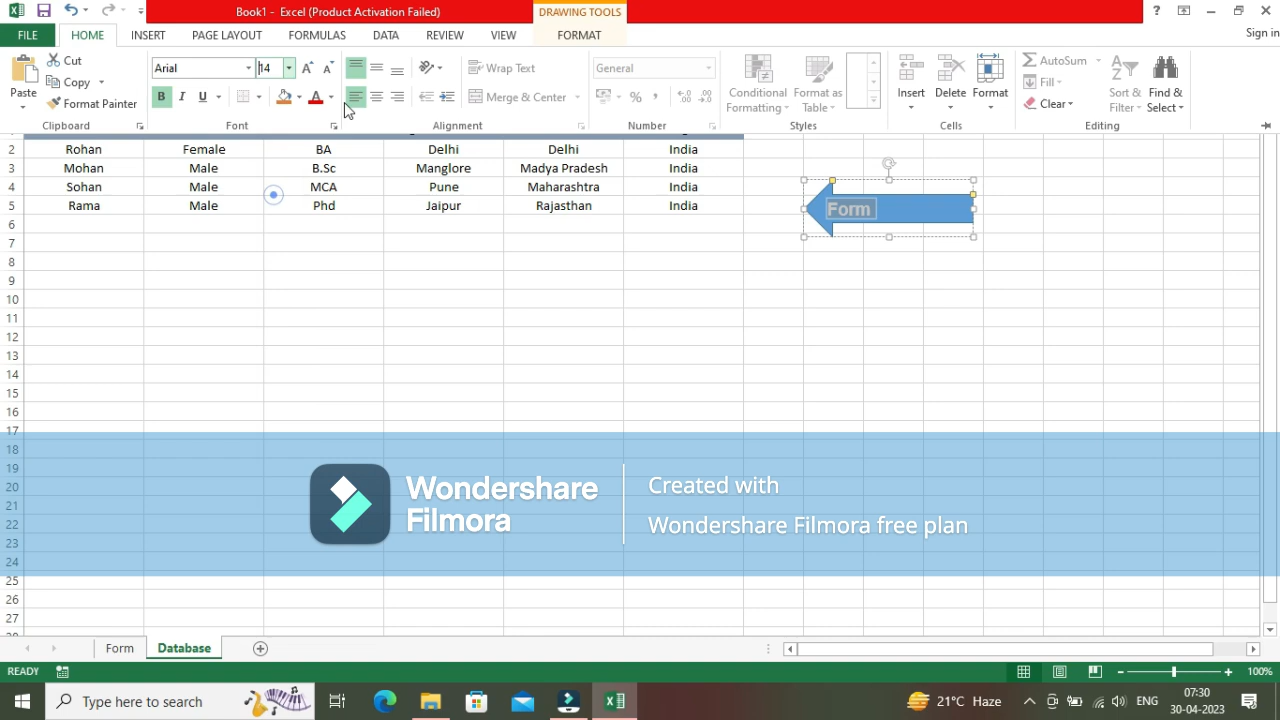 Book1 - Excel (Product Activation Failed)
DRAWING TOOLS
?
FILE
HOME
INSERT
PAGE LAYOUT
FORMULAS
DATA
REVIEW
VIEW
FORMAT
Sign in
Paste
Cut
Copy
Format Painter
Clipboard
Arial
14
B I U
A
Font
Wrap Text
Merge & Center
Alignment
General
%
Number
Conditional Formatting
Format as Table
Styles
Insert
Delete
Format
Cells
AutoSum
Fill
Clear
Sort & Filter
Find & Select
Editing
2 Rohan Female BA Delhi Delhi India
3 Mohan Male B.Sc Manglore Madya Pradesh India
4 Sohan Male MCA Pune Maharashtra India
5 Rama Male Phd Jaipur Rajasthan India
Form
6
7
8
9
10
11
12
13
14
15
16
17
18
19
20
21
22
23
24
25
26
27
Wondershare
Filmora
Created with
Wondershare Filmora free plan
Form
Database
READY
100%
Type here to search
21°C Haze
ENG
07:30
30-04-2023